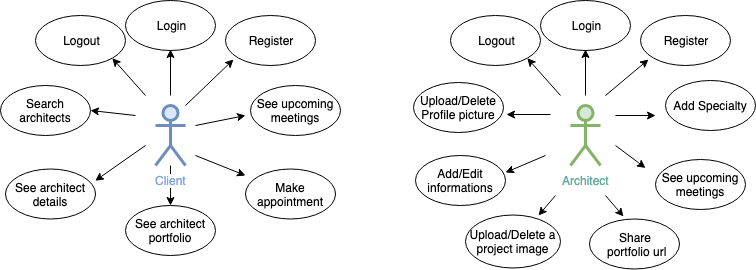 Login
Logout
Register
Search
architects
See upcoming
meetings
Client
See architect
details
Make
appointment
See architect
portfolio
Login
Logout
Register
Upload/Delete
Profile picture
Add Specialty
Add/Edit
informations
Architect
See upcoming
meetings
Upload/Delete a
project image
Share
portfolio url